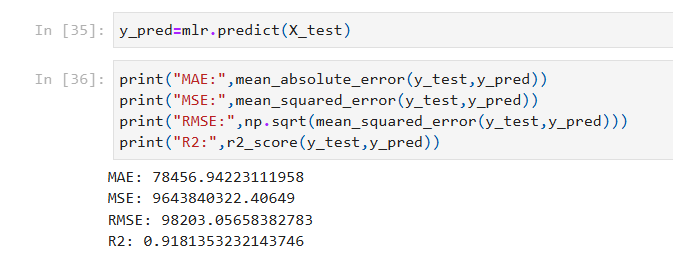 In [35]: y_pred=mlr.predict(X_test)
In [36]: print("MAE:",mean_absolute_error(y_test,y_pred))
print("MSE:",mean_squared_error(y_test,y_pred))
print("RMSE:",np.sqrt(mean_squared_error(y_test,y_pred)))
print("R2:",r2_score(y_test,y_pred))
MAE: 78456.94223111958
MSE: 9643840322.40649
RMSE: 98203.05658382783
R2: 0.9181353232143746